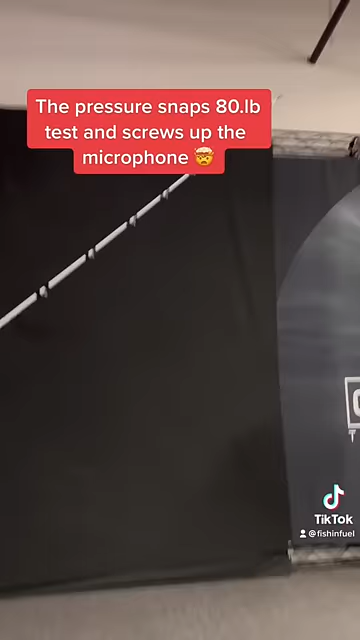 The pressure snaps 80.lb
test and screws up the
microphone 🤯
TikTok
@fishinfuel